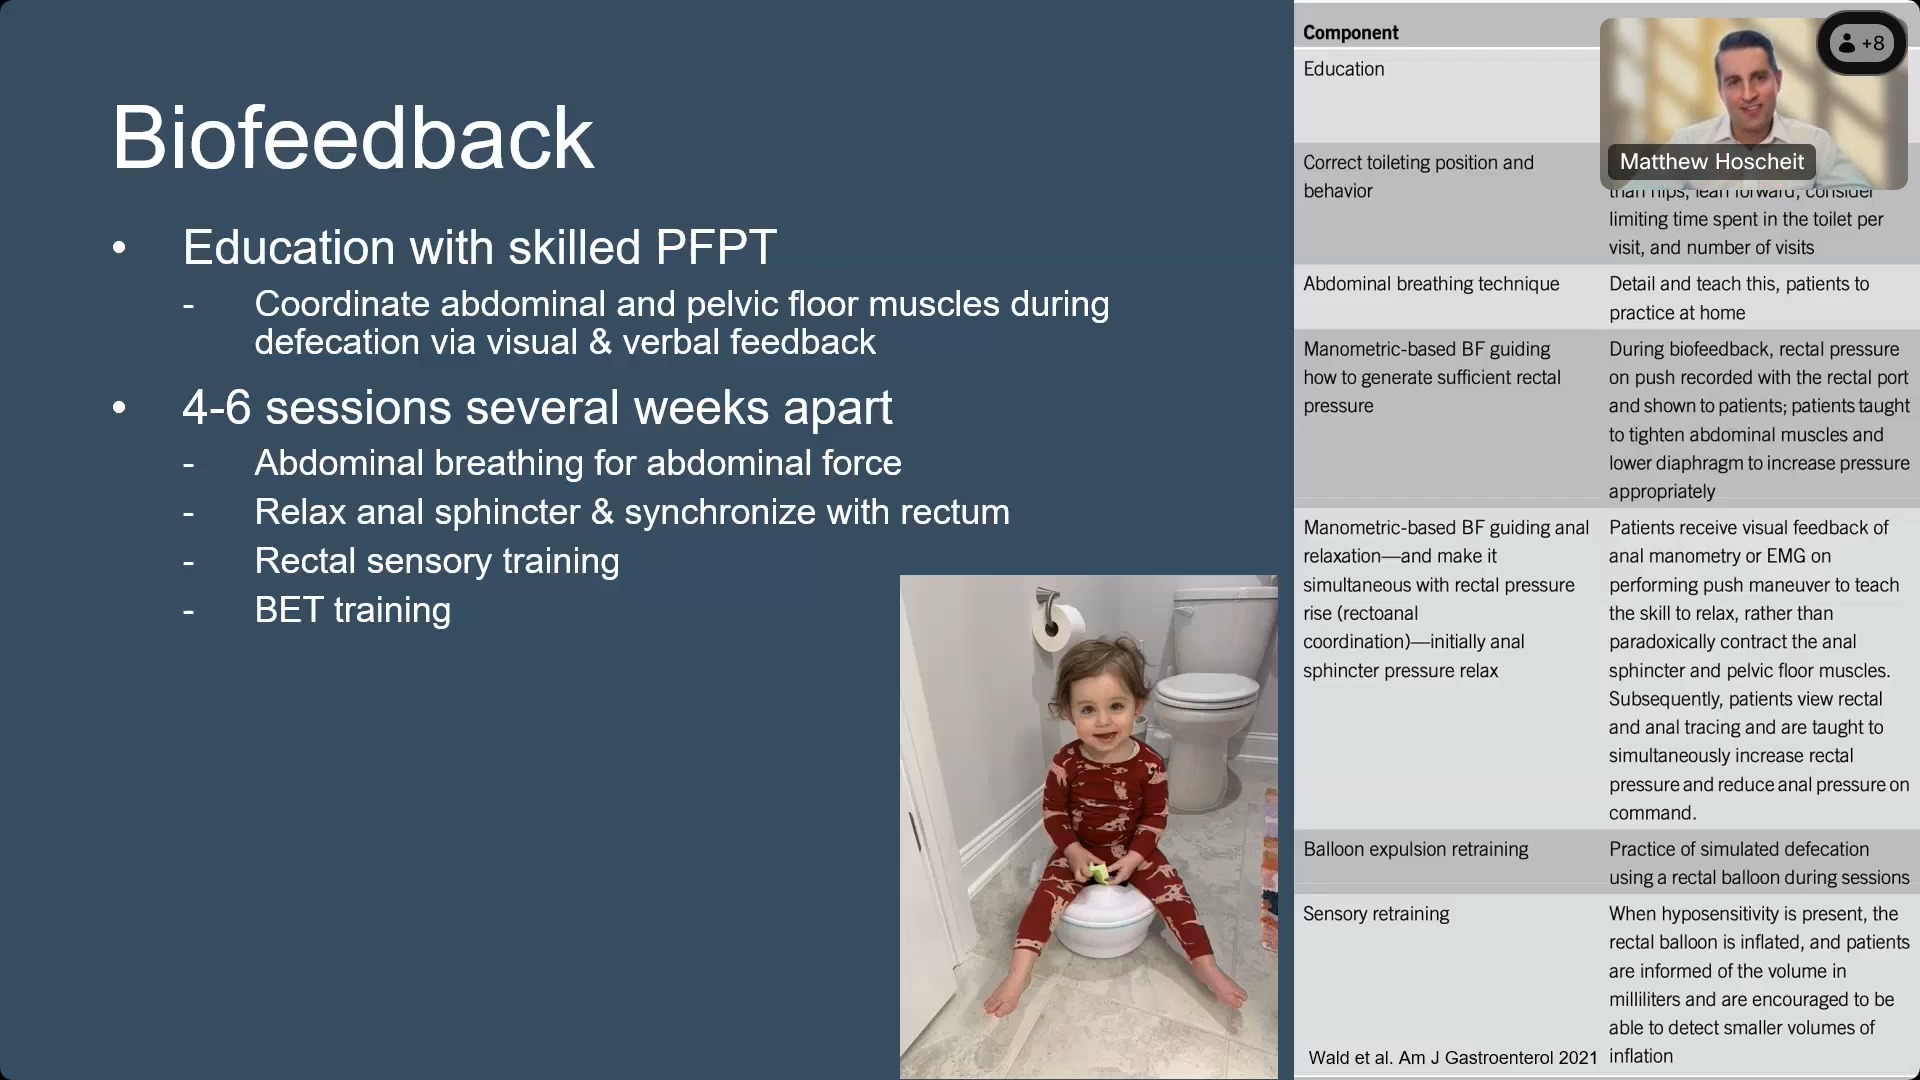 Biofeedback
• Education with skilled PFPT
- Coordinate abdominal and pelvic floor muscles during
defecation via visual & verbal feedback
• 4-6 sessions several weeks apart
- Abdominal breathing for abdominal force
- Relax anal sphincter & synchronize with rectum
- Rectal sensory training
- BET training
Component
Education
Correct toileting position and
behavior
than hips, lean forward, consider
limiting time spent in the toilet per
visit, and number of visits
Abdominal breathing technique
Detail and teach this, patients to
practice at home
Manometric-based BF guiding
how to generate sufficient rectal
pressure
During biofeedback, rectal pressure
on push recorded with the rectal port
and shown to patients; patients taught
to tighten abdominal muscles and
lower diaphragm to increase pressure
appropriately
Manometric-based BF guiding anal
relaxation—and make it
simultaneous with rectal pressure
rise (rectoanal
coordination)—initially anal
sphincter pressure relax
Patients receive visual feedback of
anal manometry or EMG on
performing push maneuver to teach
the skill to relax, rather than
paradoxically contract the anal
sphincter and pelvic floor muscles.
Subsequently, patients view rectal
and anal tracing and are taught to
simultaneously increase rectal
pressure and reduce anal pressure on
command.
Balloon expulsion retraining
Practice of simulated defecation
using a rectal balloon during sessions
Sensory retraining
When hyposensitivity is present, the
rectal balloon is inflated, and patients
are informed of the volume in
milliliters and are encouraged to be
able to detect smaller volumes of
inflation
Wald et al. Am J Gastroenterol 2021
+8
Matthew Hoscheit